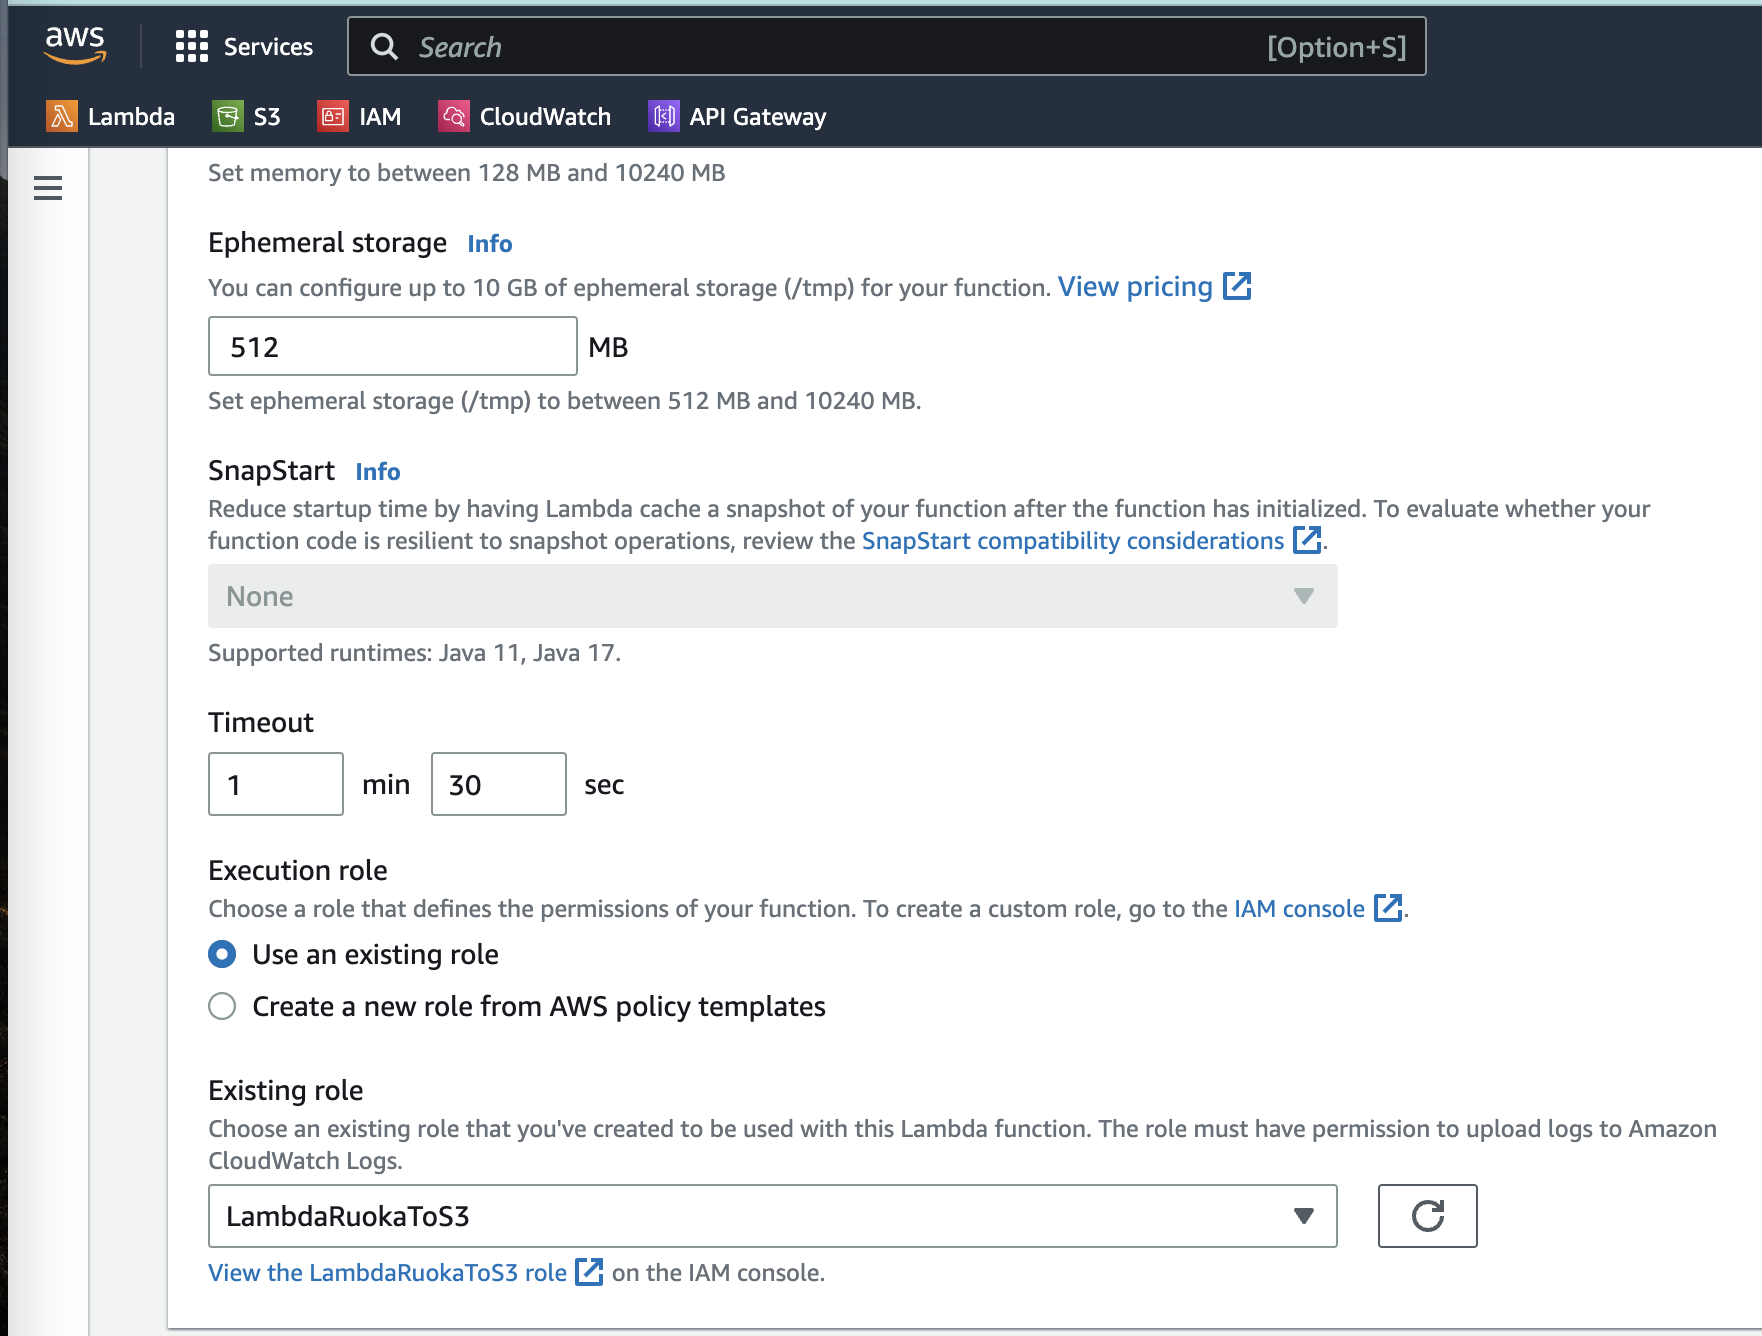 aws
Services
Search [Option+S]
Lambda S3 IAM CloudWatch API Gateway
Set memory to between 128 MB and 10240 MB
Ephemeral storage Info
You can configure up to 10 GB of ephemeral storage (/tmp) for your function. View pricing
512 MB
Set ephemeral storage (/tmp) to between 512 MB and 10240 MB.
SnapStart Info
Reduce startup time by having Lambda cache a snapshot of your function after the function has initialized. To evaluate whether your
function code is resilient to snapshot operations, review the SnapStart compatibility considerations.
None
Supported runtimes: Java 11, Java 17.
Timeout
1 min 30 sec
Execution role
Choose a role that defines the permissions of your function. To create a custom role, go to the IAM console.
Use an existing role
Create a new role from AWS policy templates
Existing role
Choose an existing role that you've created to be used with this Lambda function. The role must have permission to upload logs to Amazon
CloudWatch Logs.
LambdaRuokaToS3
View the LambdaRuokaToS3 role on the IAM console.